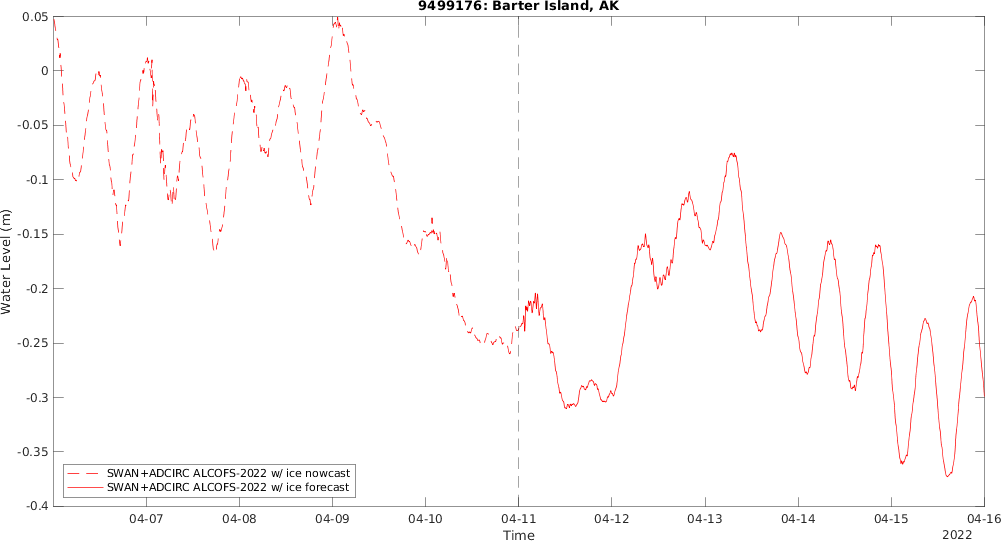 9499176: Barter Island, AK
0.05
0
-0.05
-0.1
-0.15
-0.2
-0.25
-0.3
-0.35
-0.4
Water Level (m)
SWAN+ADCIRC ALCOFS-2022 w/ ice nowcast
SWAN+ADCIRC ALCOFS-2022 w/ ice forecast
04-07 04-08 04-09 04-10 04-11 04-12 04-13 04-14 04-15 04-16
Time
2022